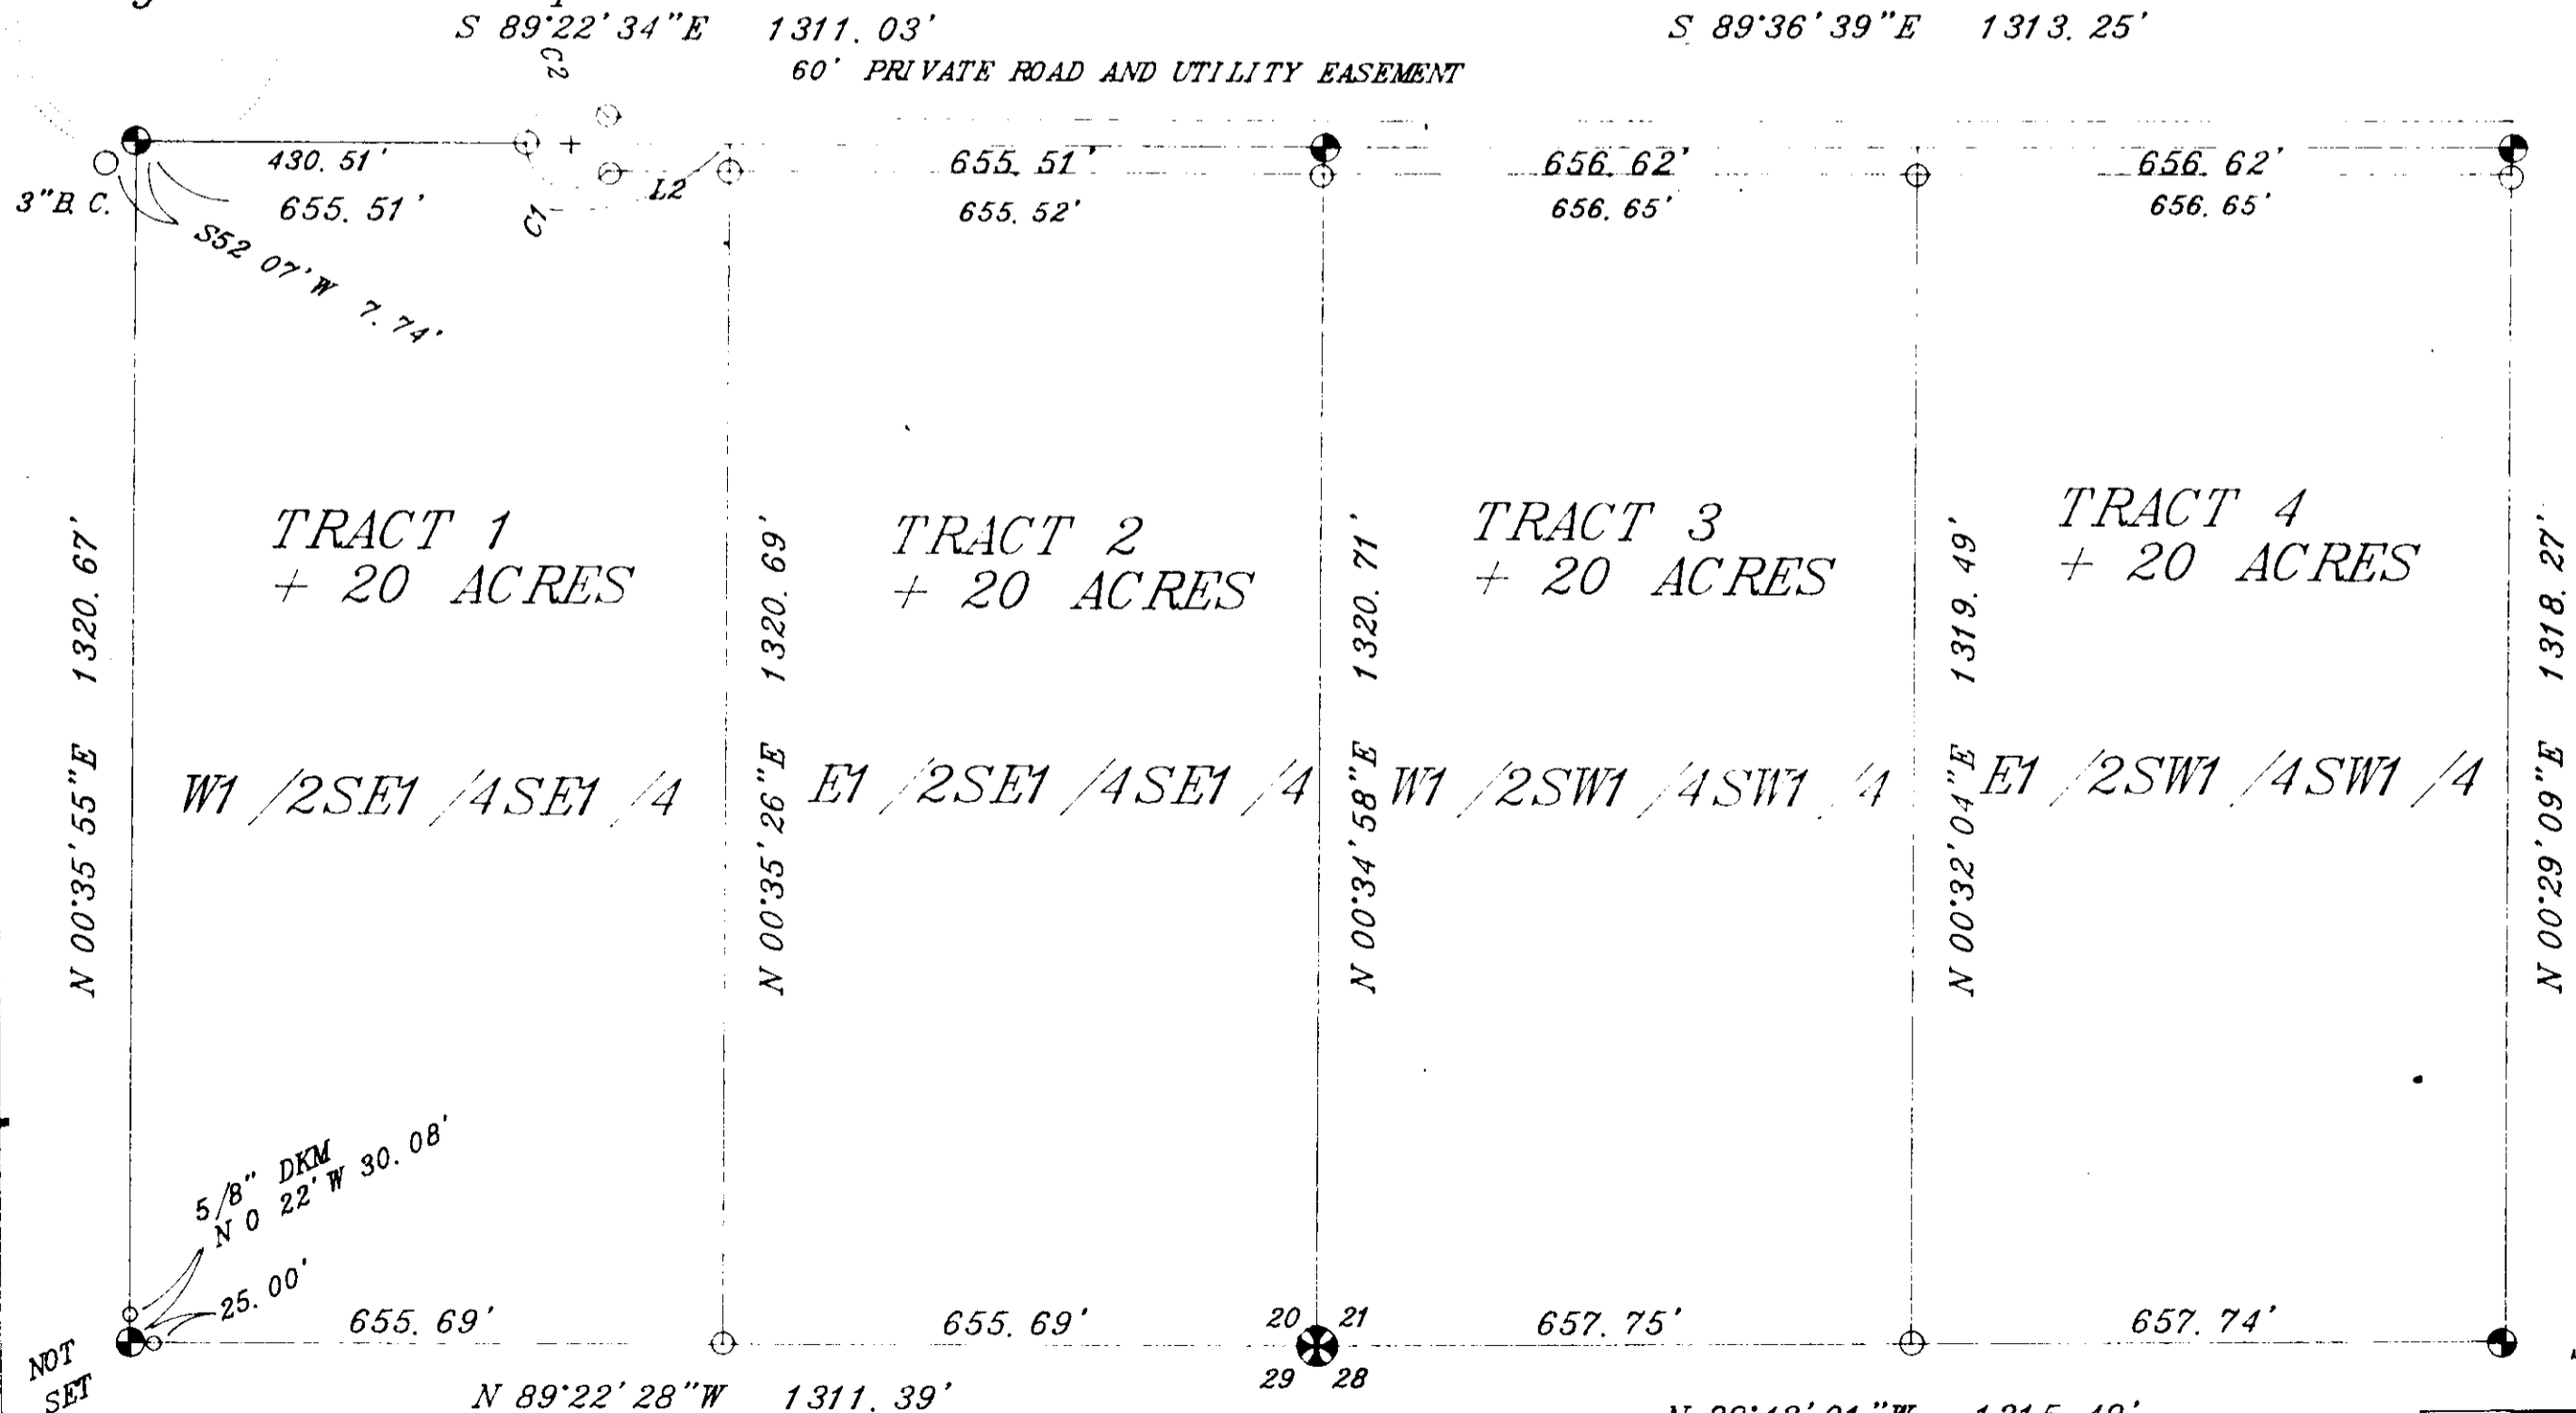 S 89°22'34"E 1311.03'
S 89°36'39"E 1313.25'
C2
60' PRIVATE ROAD AND UTILITY EASEMENT
430.51'
655.51'
656.62'
656.62'
3"B.C.
655.51'
C1
L2
655.52'
656.65'
656.65'
S52 07'W 7.74'
TRACT 1
+ 20 ACRES
TRACT 2
+ 20 ACRES
TRACT 3
+ 20 ACRES
TRACT 4
+ 20 ACRES
N 00°35'55"E 1320.67'
N 00°35'26"E 1320.69'
N 00°34'58"E 1320.71'
N 00°32'04"E 1319.49'
N 00°29'09"E 1318.27'
W1/2SE1/4SE1/4
E1/2SE1/4SE1/4
W1/2SW1/4SW1/4
E1/2SW1/4SW1/4
5/8" DKM
N 0 22'W 30.08'
25.00'
655.69'
655.69'
20 21
657.75'
657.74'
29 28
NOT
SET
N 89°22'28"W 1311.39'